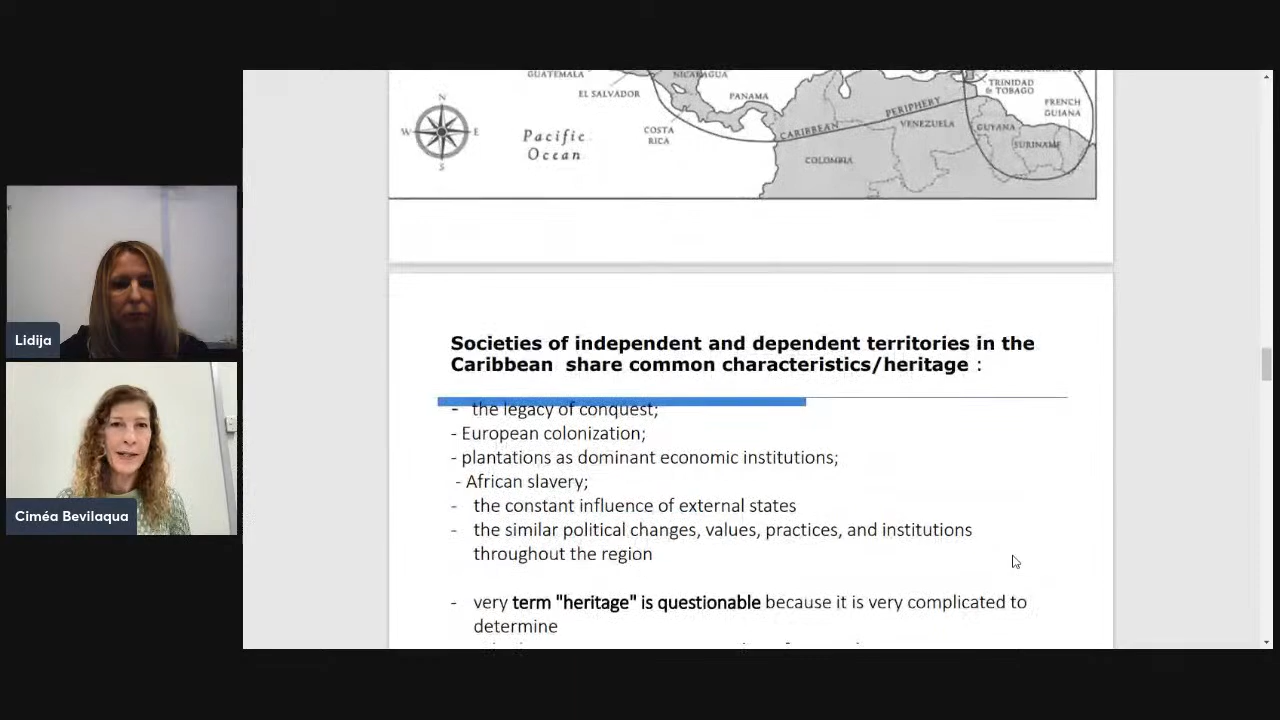 GUATEMALA
NICARAGUA
EL SALVADOR
PANAMA
COSTA
RICA
N
W E
S
Pacific
Ocean
CARIBBEAN PERIPHERY
VENEZUELA
COLOMBIA
TRINIDAD
& TOBAGO
FRENCH
GUIANA
GUYANA
SURINAME
Lidija
Ciméa Bevilaqua
Societies of independent and dependent territories in the
Caribbean share common characteristics/heritage :
- the legacy of conquest;
- European colonization;
- plantations as dominant economic institutions;
- African slavery;
- the constant influence of external states
- the similar political changes, values, practices, and institutions
throughout the region
- very term "heritage" is questionable because it is very complicated to
determine